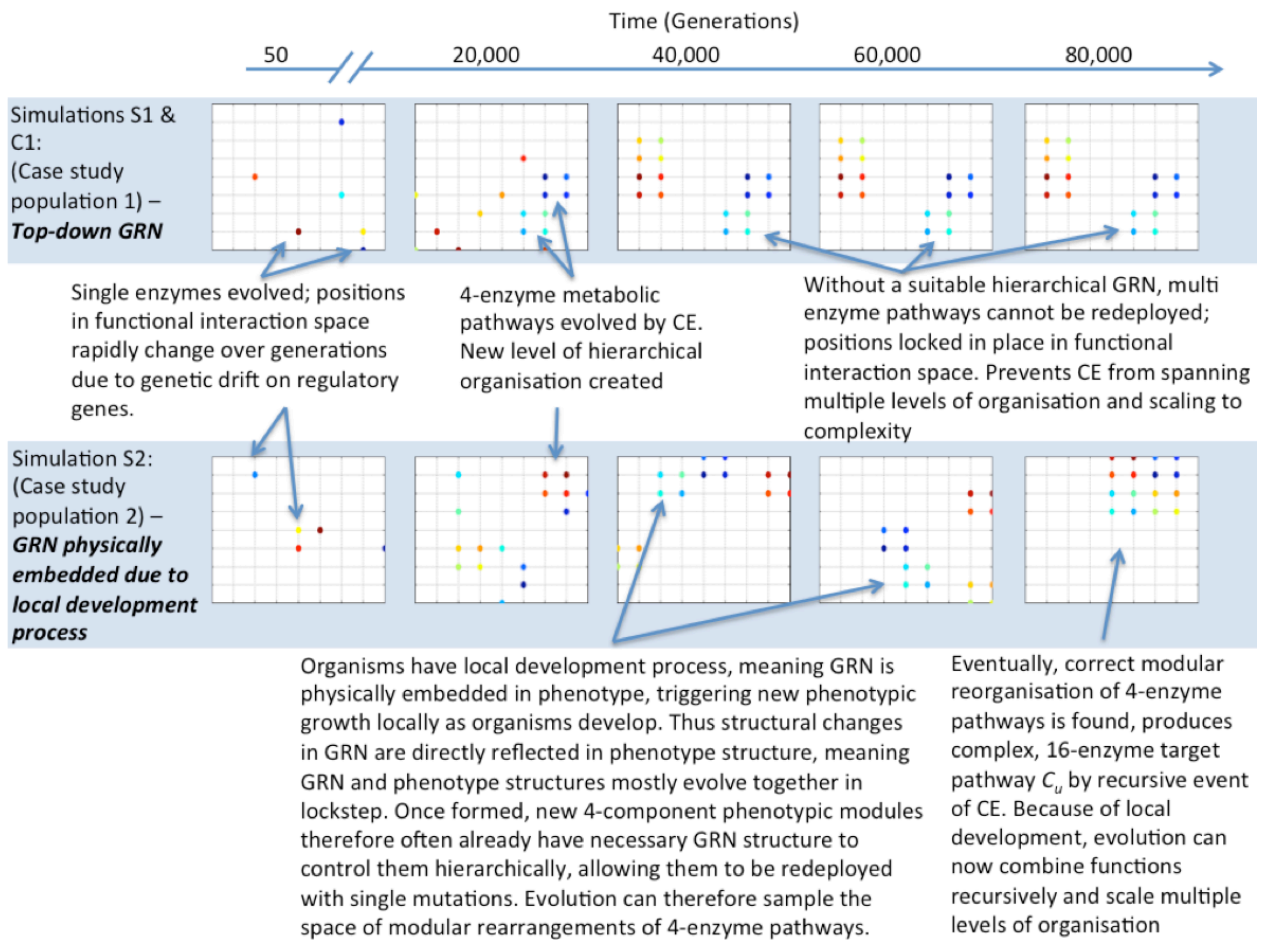 Time (Generations)
50
20,000
40,000
60,000
80,000
Simulations S1 &
C1:
(Case study
population 1) –
Top-down GRN
Single enzymes evolved; positions
in functional interaction space
rapidly change over generations
due to genetic drift on regulatory
genes.
4-enzyme metabolic
pathways evolved by CE.
New level of hierarchical
organisation created
Without a suitable hierarchical GRN, multi
enzyme pathways cannot be redeployed;
positions locked in place in functional
interaction space. Prevents CE from spanning
multiple levels of organisation and scaling to
complexity
Simulation S2:
(Case study
population 2) –
GRN physically
embedded due to
local development
process
Organisms have local development process, meaning GRN is
physically embedded in phenotype, triggering new phenotypic
growth locally as organisms develop. Thus structural changes
in GRN are directly reflected in phenotype structure, meaning
GRN and phenotype structures mostly evolve together in
lockstep. Once formed, new 4-component phenotypic modules
therefore often already have necessary GRN structure to
control them hierarchically, allowing them to be redeployed
with single mutations. Evolution can therefore sample the
space of modular rearrangements of 4-enzyme pathways.
Eventually, correct modular
reorganisation of 4-enzyme
pathways is found, produces
complex, 16-enzyme target
pathway Cu by recursive event
of CE. Because of local
development, evolution can
now combine functions
recursively and scale multiple
levels of organisation